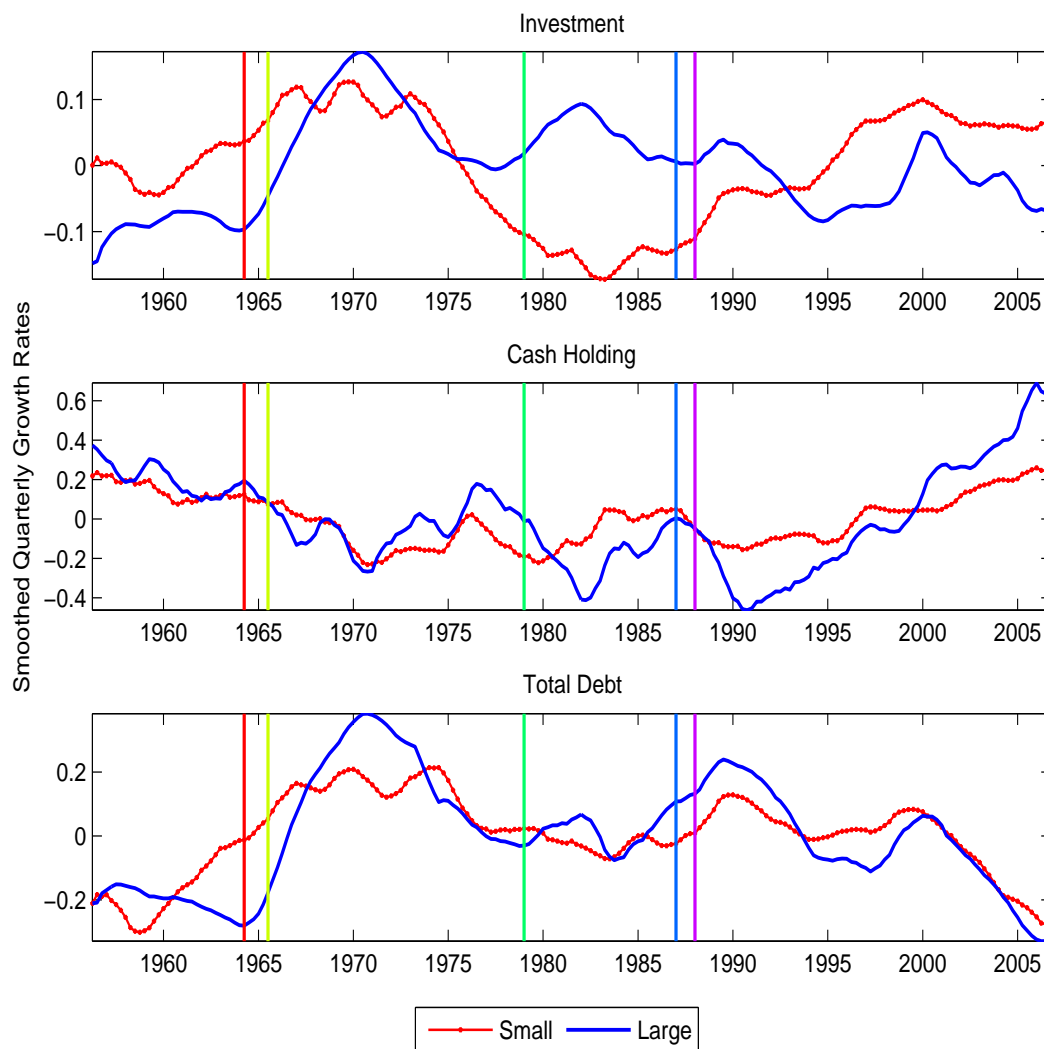 Investment
0.1
0
−0.1
1960 1965 1970 1975 1980 1985 1990 1995 2000 2005
Smoothed Quarterly Growth Rates
Cash Holding
0.6
0.4
0.2
0
−0.2
−0.4
1960 1965 1970 1975 1980 1985 1990 1995 2000 2005
Total Debt
0.2
0
−0.2
1960 1965 1970 1975 1980 1985 1990 1995 2000 2005
Small Large